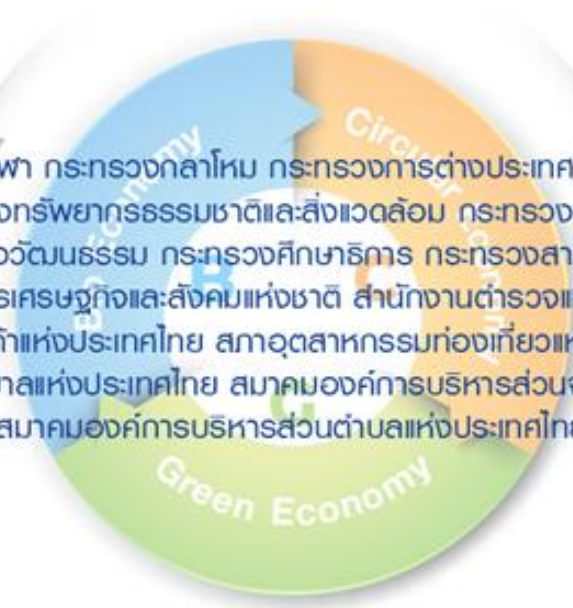 Circular Economy
Bio Economy
B C
G
Green Economy
ฬา กระทรวงกลาโหม กระทรวงการต่างประเทศ
งทรัพยากรธรรมชาติและสิ่งแวดล้อม กระทรวง
งวัฒนธรรม กระทรวงศึกษาธิการ กระทรวงสา
รเศรษฐกิจและสังคมแห่งชาติ สำนักงานตำรวจแ
ค้าแห่งประเทศไทย สภาอุตสาหกรรมท่องเที่ยวแห
บาลแห่งประเทศไทย สมาคมองค์การบริหารส่วนจ
สมาคมองค์การบริหารส่วนตำบลแห่งประเทศไทย